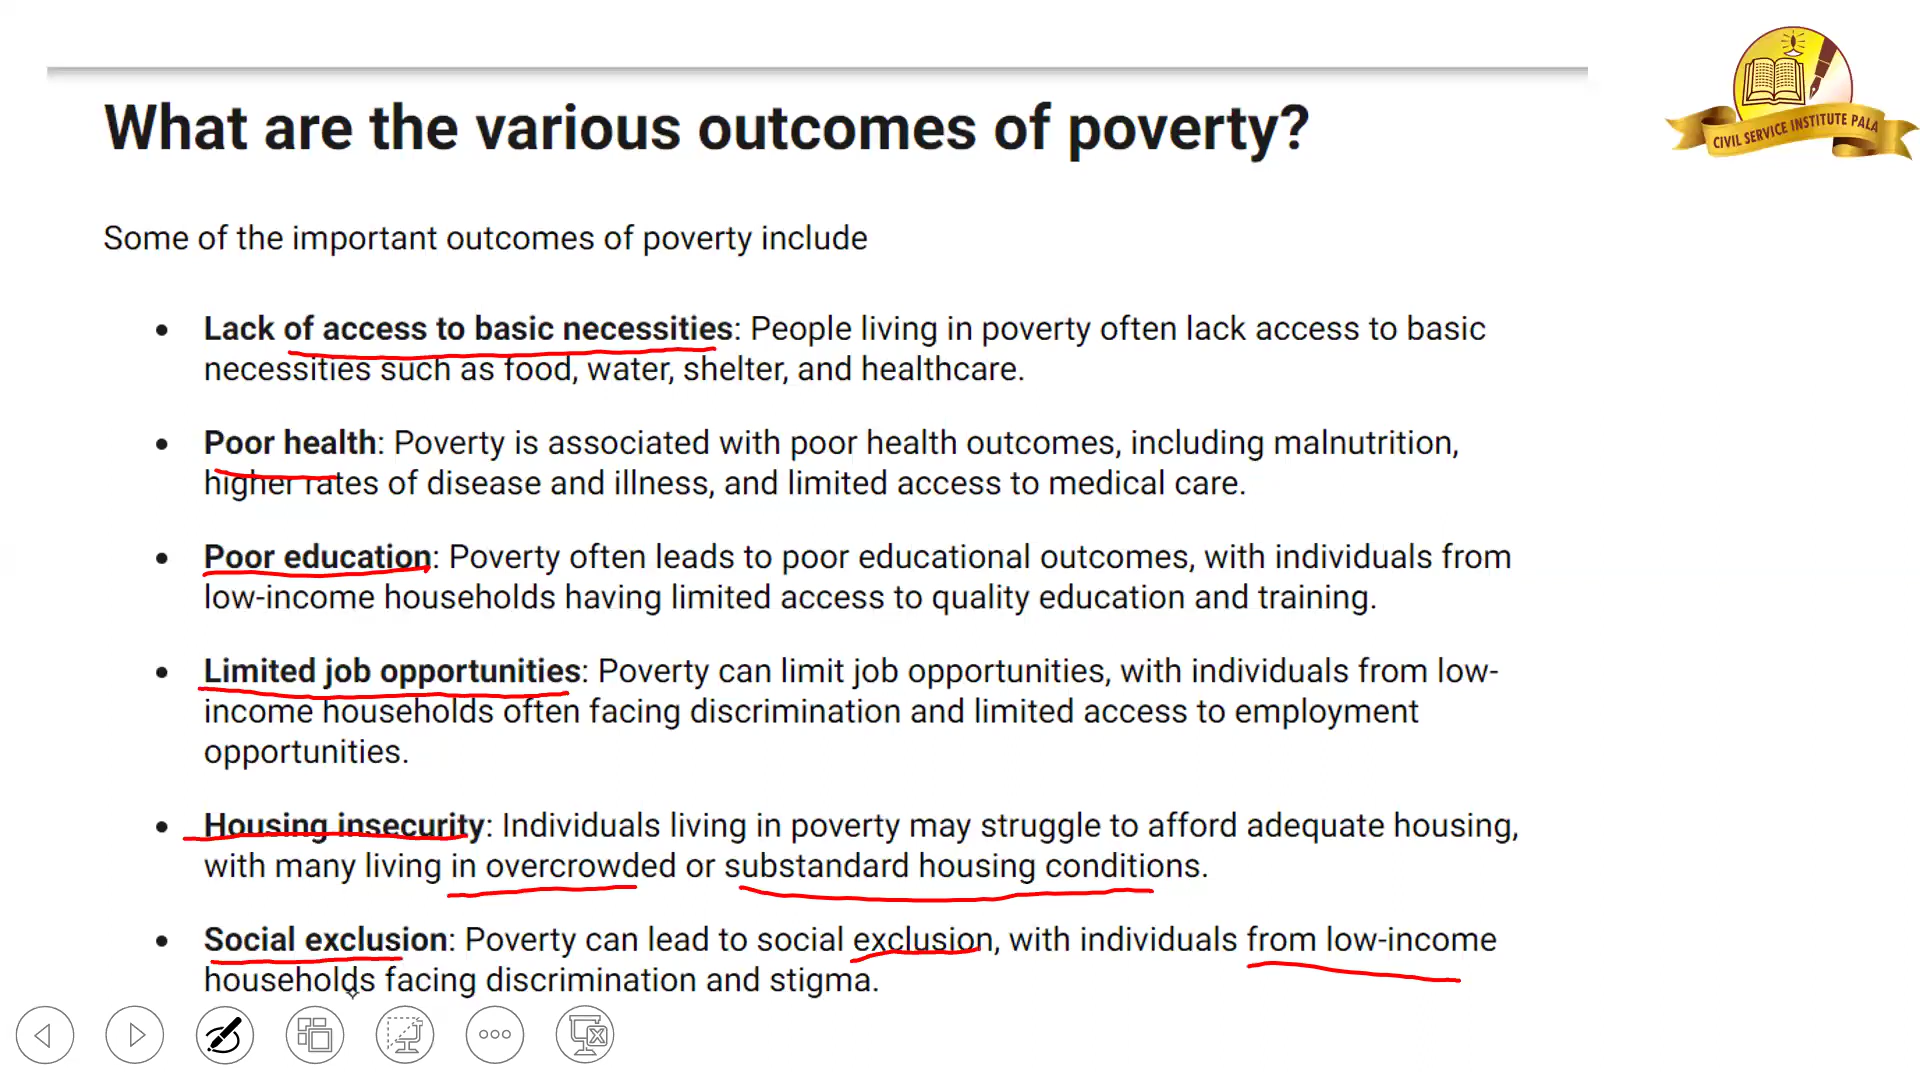 CIVIL SERVICE INSTITUTE PALA
What are the various outcomes of poverty?
Some of the important outcomes of poverty include
• Lack of access to basic necessities: People living in poverty often lack access to basic
necessities such as food, water, shelter, and healthcare.
• Poor health: Poverty is associated with poor health outcomes, including malnutrition,
higher rates of disease and illness, and limited access to medical care.
• Poor education: Poverty often leads to poor educational outcomes, with individuals from
low-income households having limited access to quality education and training.
• Limited job opportunities: Poverty can limit job opportunities, with individuals from low-
income households often facing discrimination and limited access to employment
opportunities.
• Housing insecurity: Individuals living in poverty may struggle to afford adequate housing,
with many living in overcrowded or substandard housing conditions.
• Social exclusion: Poverty can lead to social exclusion, with individuals from low-income
households facing discrimination and stigma.